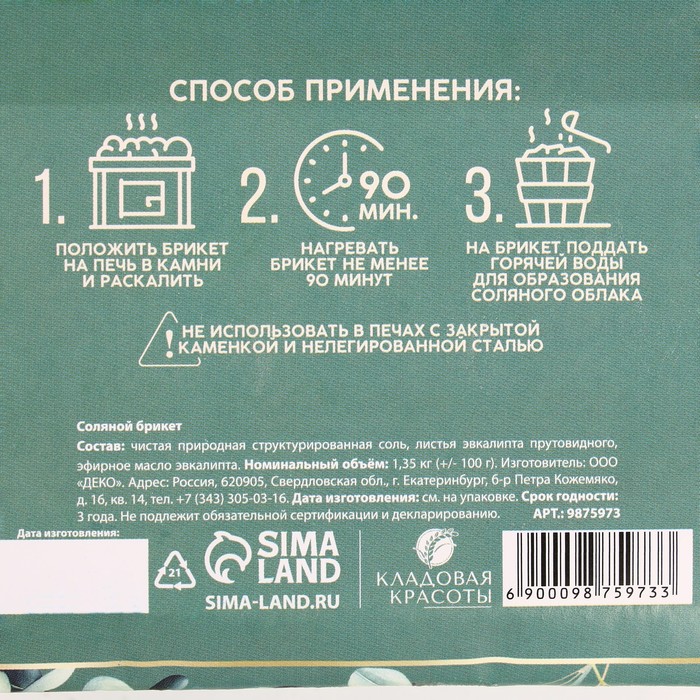 СПОСОБ ПРИМЕНЕНИЯ:
1.
ПОЛОЖИТЬ БРИКЕТ
НА ПЕЧЬ В КАМНИ
И РАСКАЛИТЬ
2.
90
МИН.
НАГРЕВАТЬ
БРИКЕТ НЕ МЕНЕЕ
90 МИНУТ
3.
НА БРИКЕТ ПОДДАТЬ
ГОРЯЧЕЙ ВОДЫ
ДЛЯ ОБРАЗОВАНИЯ
СОЛЯНОГО ОБЛАКА
! НЕ ИСПОЛЬЗОВАТЬ В ПЕЧАХ С ЗАКРЫТОЙ
КАМЕНКОЙ И НЕЛЕГИРОВАННОЙ СТАЛЬЮ
Соляной брикет
Состав: чистая природная структурированная соль, листья эвкалипта прутовидного,
эфирное масло эвкалипта. Номинальный объём: 1,35 кг (+/- 100 г). Изготовитель: ООО
«ДЕКО». Адрес: Россия, 620905, Свердловская обл., г. Екатеринбург, б-р Петра Кожемяко,
д. 16, кв. 14, тел. +7 (343) 305-03-16. Дата изготовления: см. на упаковке. Срок годности:
3 года. Не подлежит обязательной сертификации и декларированию. АРТ.: 9875973
Дата изготовления:
21
SIMA
LAND
SIMA-LAND.RU
КЛАДОВАЯ
КРАСОТЫ
6 900098 759733